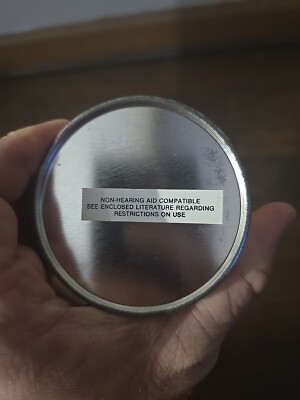 NON-HEARING AID COMPATIBLE
SEE ENCLOSED LITERATURE REGARDING
RESTRICTIONS ON USE